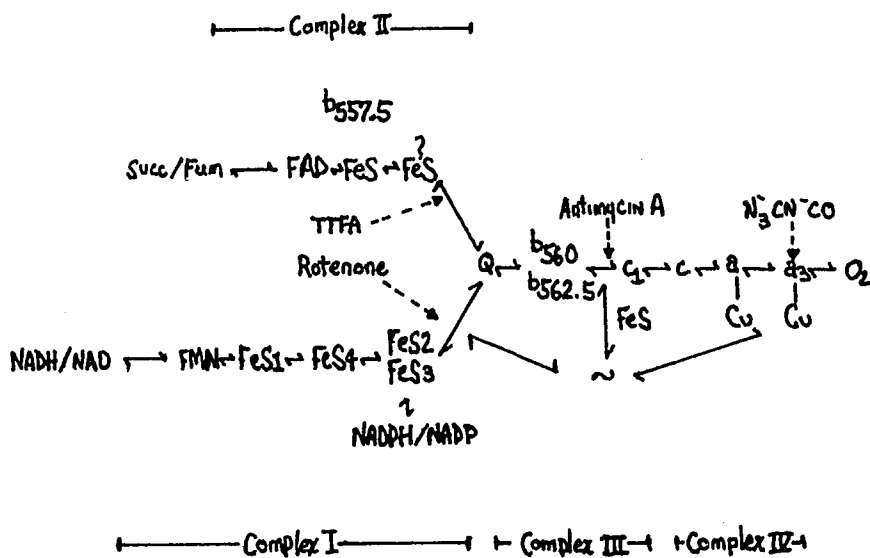 Complex II
b557.5
?
Succ/Fum FAD FeS FeS
TTFA
Antimycin A
N3- CN- CO
Rotenone
Q b560 c1 c a a3 O2
b562.5
FeS
Cu Cu
NADH/NAD FMN FeS1 FeS4 FeS2
FeS3
~
NADPH/NADP
Complex I Complex III Complex IV